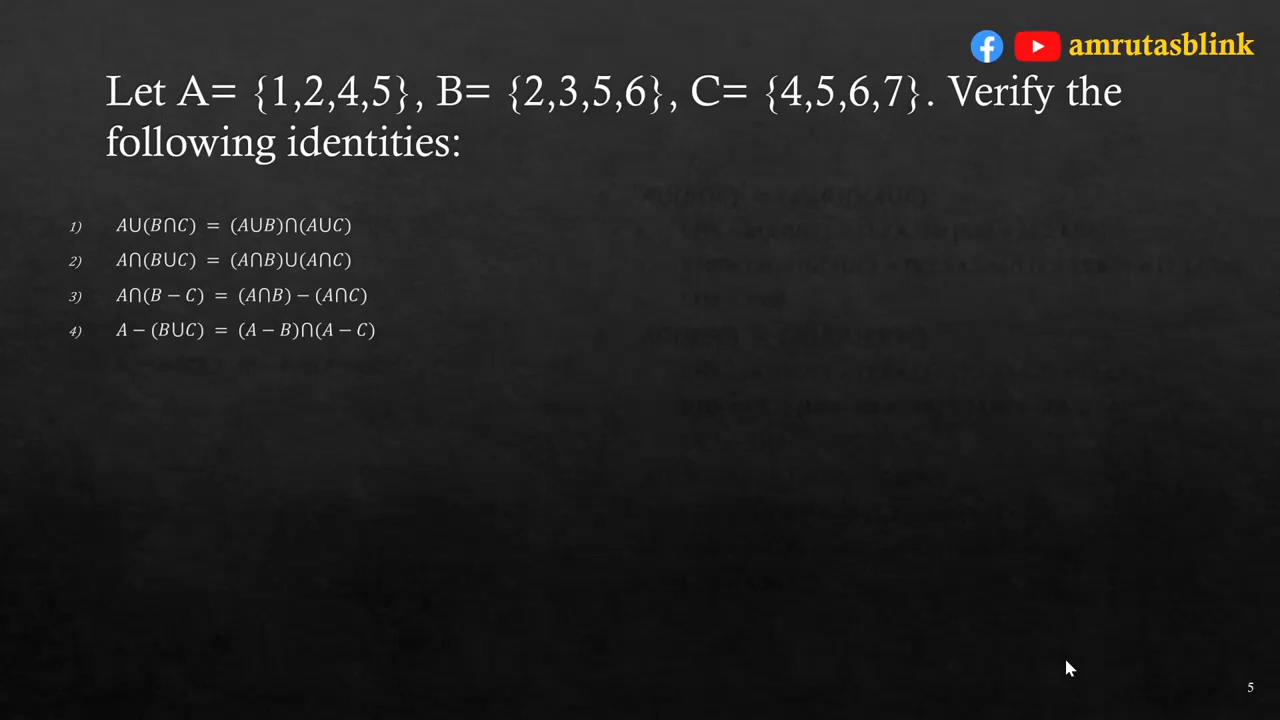 amrutasblink
Let A= {1,2,4,5}, B= {2,3,5,6}, C= {4,5,6,7}. Verify the
following identities:
1) A∪(B∩C) = (A∪B)∩(A∪C)
2) A∩(B∪C) = (A∩B)∪(A∩C)
3) A∩(B − C) = (A∩B) − (A∩C)
4) A − (B∪C) = (A − B)∩(A − C)
5